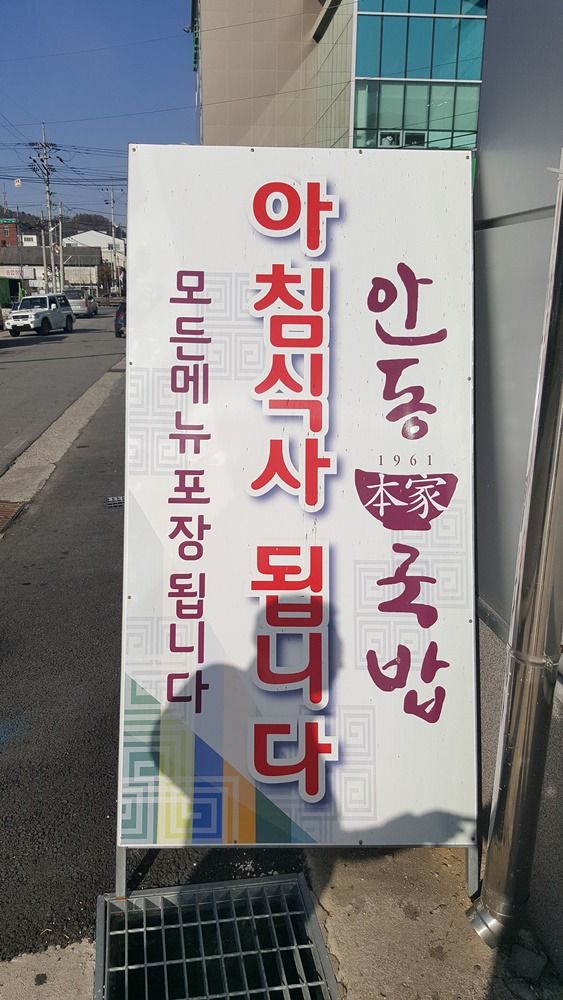 안동
1961
本家
국밥
아침식사 됩니다
모든메뉴 포장됩니다